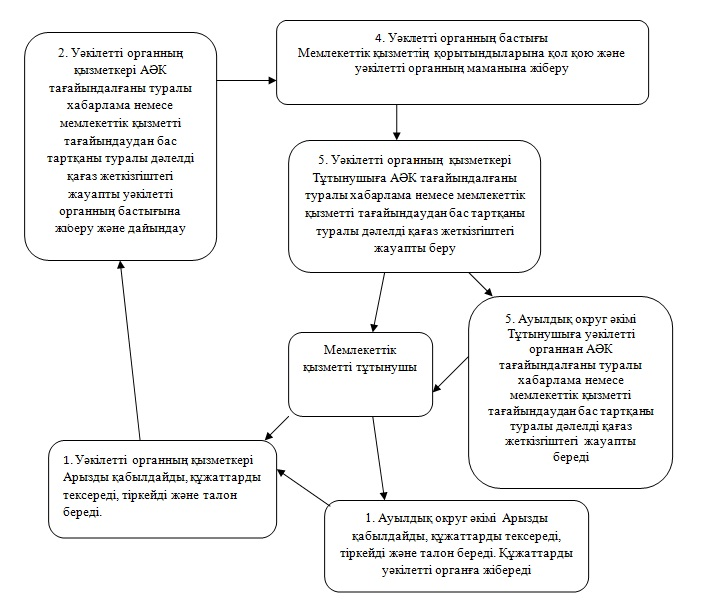 2. Уәкілетті органның
қызметкері АӘК
тағайындалғаны туралы
хабарлама немесе
мемлекеттік қызметті
тағайындаудан бас
тартқаны туралы дәлелді
қағаз жеткізгіштегі
жауапты уәкілетті
органның бастығына
жіберу және дайындау
4. Уәклетті органның бастығы
Мемлекеттік қызметтің қорытындыларына қол қою және
уәкілетті органның маманына жіберу
5. Уәкілетті органның қызметкері
Тұтынушыға АӘК тағайындалғаны
туралы хабарлама немесе мемлекеттік
қызметті тағайындаудан бас тартқаны
туралы дәлелді қағаз жеткізгіштегі
жауапты беру
5. Ауылдық округ әкімі
Тұтынушыға уәкілетті
органнан АӘК
тағайындалғаны туралы
хабарлама немесе
мемлекеттік қызметті
тағайындаудан бас тартқаны
туралы дәлелді қағаз
жеткізгіштегі жауапты
береді
Мемлекеттік
қызметті тұтынушы
1. Уәкілетті органның қызметкері
Арызды қабылдайды, құжаттарды
тексереді, тіркейді және талон
береді.
1. Ауылдық округ әкімі Арызды
қабылдайды, құжаттарды тексереді,
тіркейді және талон береді. Құжаттарды
уәкілетті органға жібереді